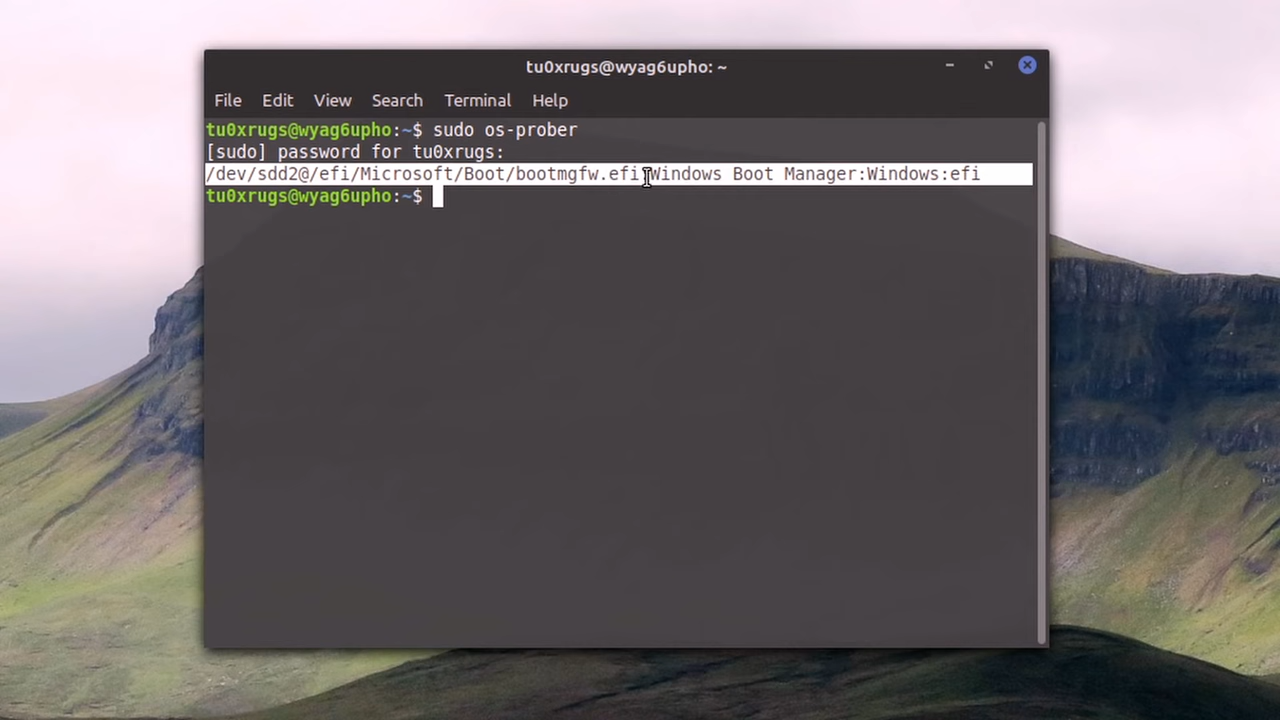 tu0xrugs@wyag6upho: ~
File Edit View Search Terminal Help
tu0xrugs@wyag6upho:~$ sudo os-prober
[sudo] password for tu0xrugs:
/dev/sdd2@/efi/Microsoft/Boot/bootmgfw.efi:Windows Boot Manager:Windows:efi
tu0xrugs@wyag6upho:~$